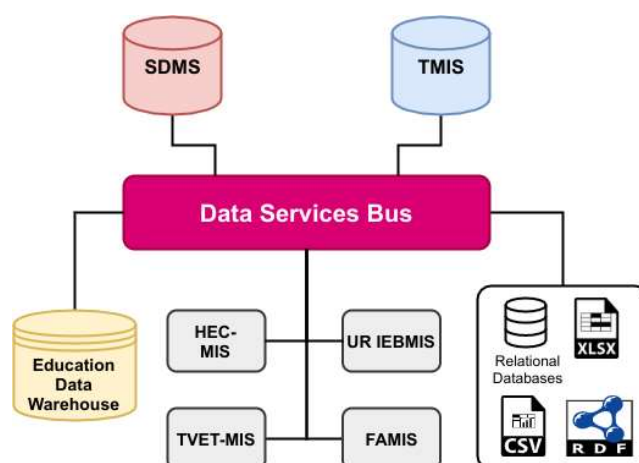 SDMS
TMIS
Data Services Bus
Education
Data
Warehouse
HEC-
MIS
UR IEBMIS
TVET-MIS
FAMIS
Relational
Databases
XLSX
CSV
RDF